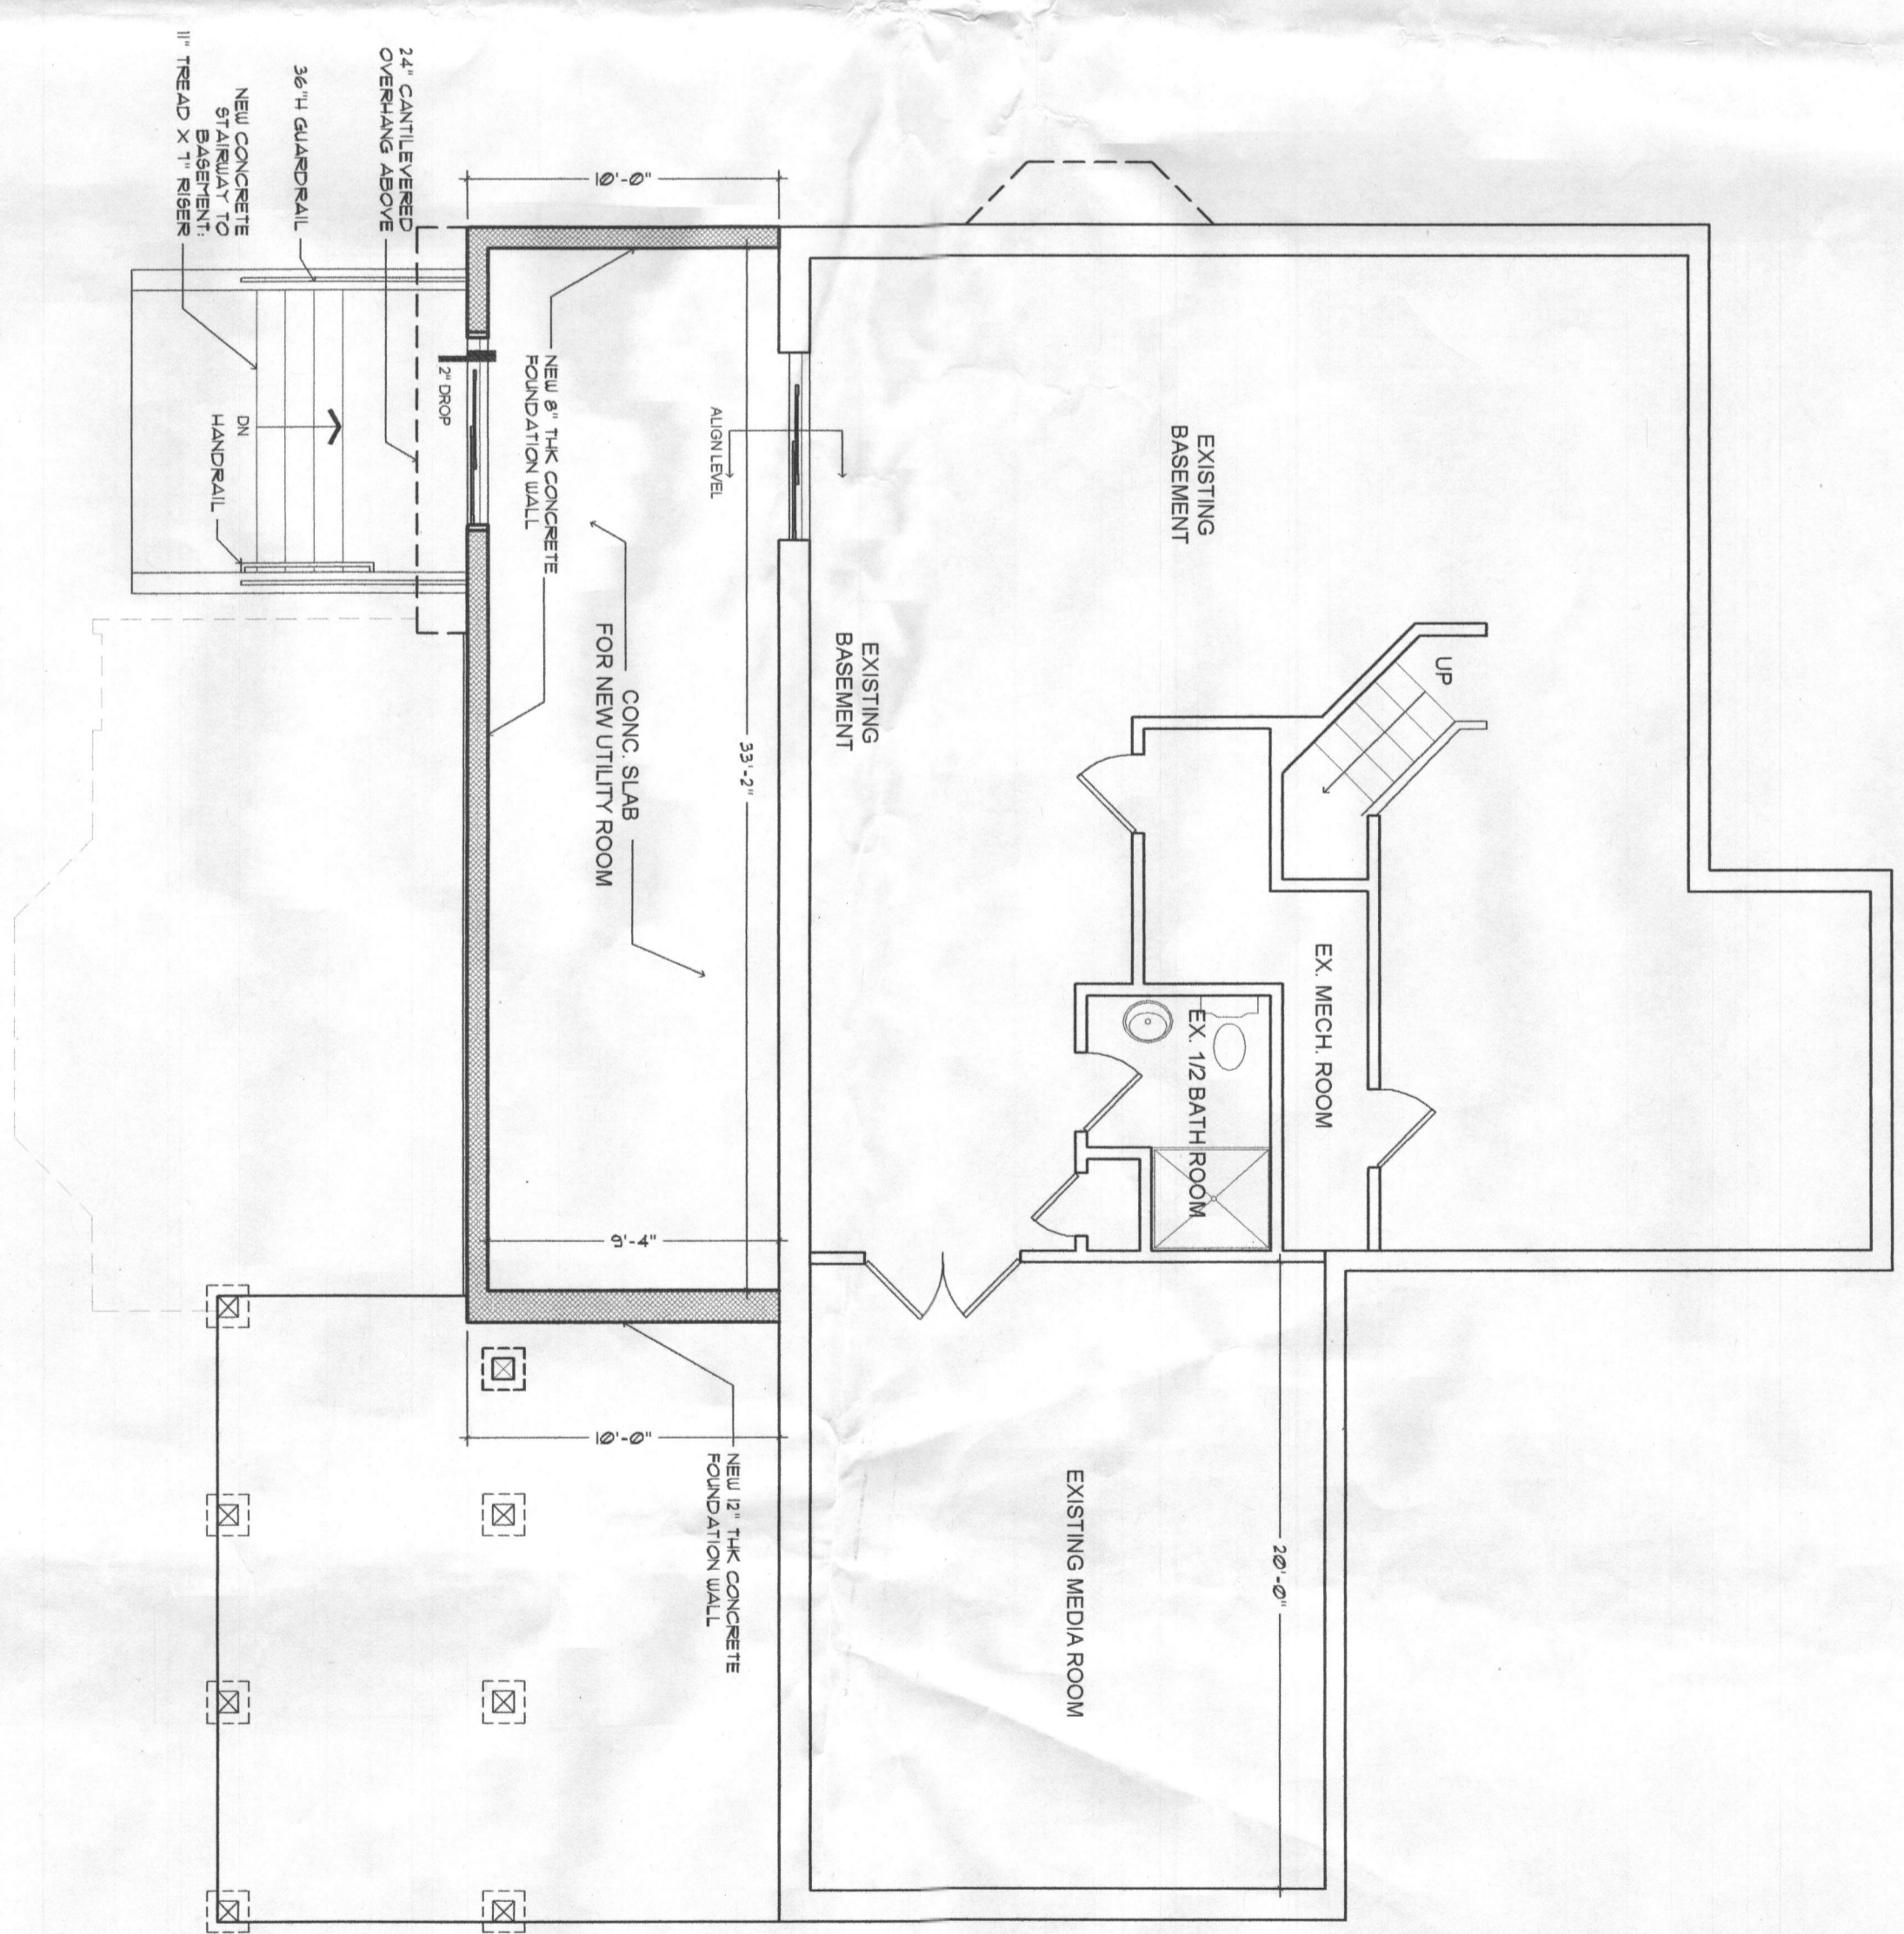 24" CANTILEVERED
OVERHANG ABOVE
36"H GUARDRAIL
NEW CONCRETE
STAIRWAY TO
BASEMENT:
11" TREAD X 7" RISER
10'-0"
2" DROP
DN
HANDRAIL
NEW 8" THK CONCRETE
FOUNDATION WALL
ALIGN LEVEL
EXISTING
BASEMENT
UP
EXISTING
BASEMENT
CONC. SLAB
FOR NEW UTILITY ROOM
33'-2"
EX. MECH. ROOM
EX. 1/2 BATH ROOM
9'-4"
10'-0"
NEW 12" THK CONCRETE
FOUNDATION WALL
EXISTING MEDIA ROOM
20'-0"